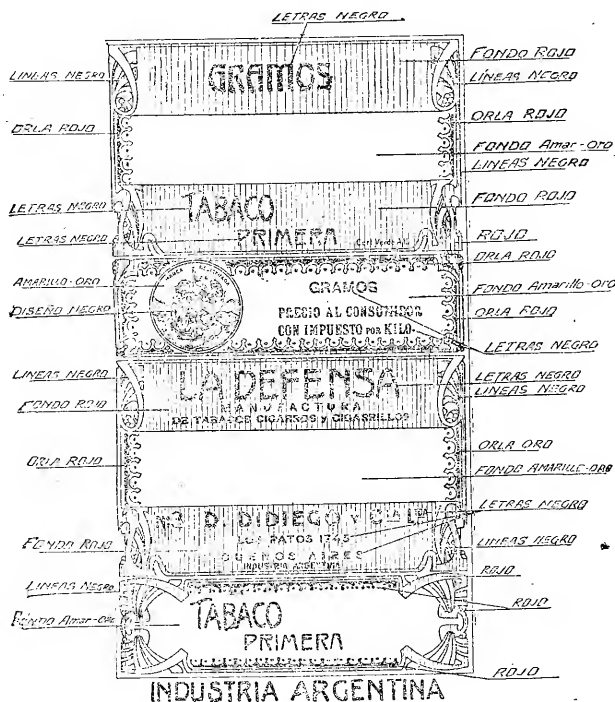 LETRAS NEGRO
FONDO ROJO
GRAMOS
LINEAS NEGRO
LÍNEAS NEGRO
ORLA ROJO
ORLA ROJO
FONDO Amar-oro
LINEAS NEGRO
LETRAS NEGRO
TABACO
FONDO ROJO
LETRAS NEGRO
PRIMERA
ROJO
ORLA ROJO
AMARILLO-ORO
GRAMOS
FONDO Amarillo-Oro
DISEÑO NEGRO
PRECIO AL CONSUMIDOR
ORLA ROJO
CON IMPUESTO POR KILO
LETRAS NEGRO
LINEAS NEGRO
LA DEFENSA
LETRAS NEGRO
LINEAS NEGRO
FONDO ROJO
MANUFACTURA
DE TABACOS CIGARROS Y CIGARRILLOS
ORLA ROJO
ORLA ORO
FONDO AMARILLO-ORO
LETRAS NEGRO
Nº3 D. DIDIEGO Y Cia LTA
LOS PATOS 1745
FONDO ROJO
BUENOS AIRES
LINEAS NEGRO
INDUSTRIA ARGENTINA
ROJO
LINEAS NEGRO
ROJO
TABACO
FONDO Amar-oro
PRIMERA
ROJO
INDUSTRIA ARGENTINA